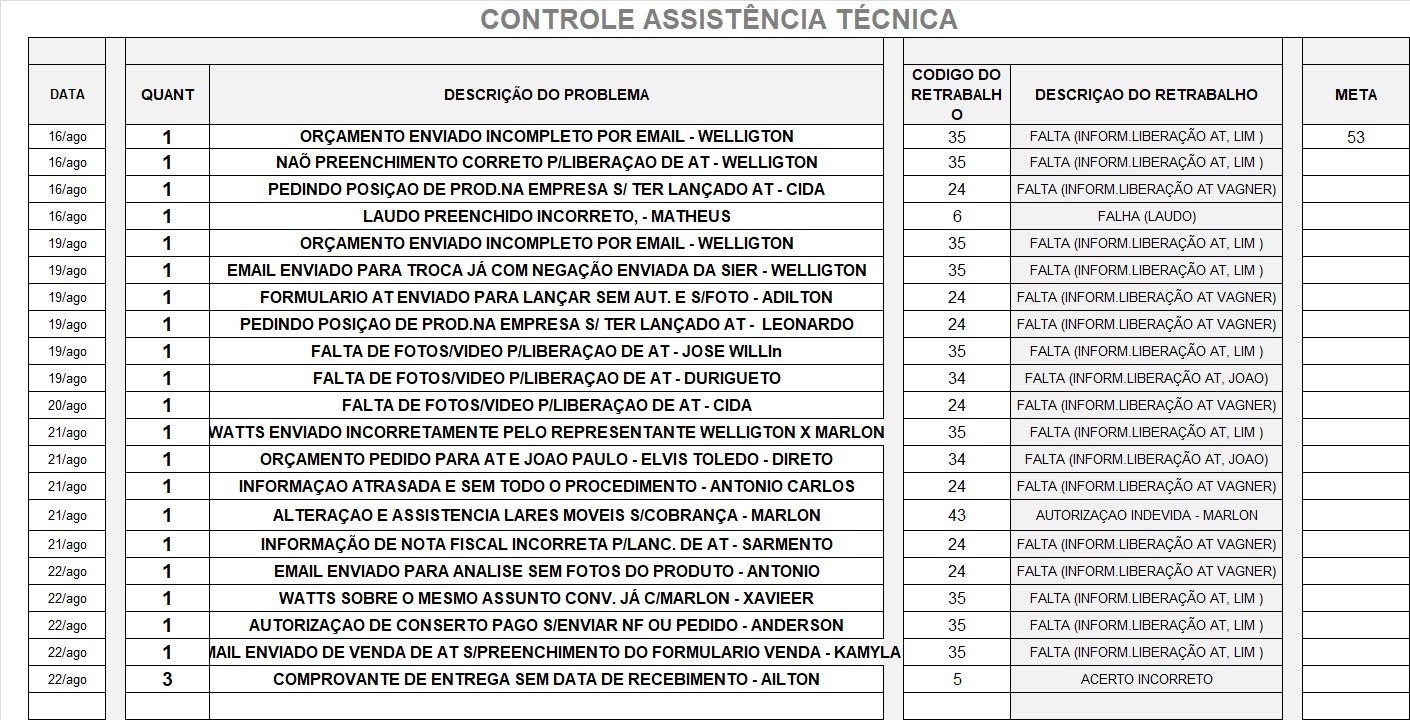 CONTROLE ASSISTÊNCIA TÉCNICA
DATA QUANT DESCRIÇÃO DO PROBLEMA CODIGO DO RETRABALHO DESCRIÇAO DO RETRABALHO META
16/ago 1 ORÇAMENTO ENVIADO INCOMPLETO POR EMAIL - WELLIGTON 35 FALTA (INFORM.LIBERAÇÃO AT, LIM ) 53
16/ago 1 NAÕ PREENCHIMENTO CORRETO P/LIBERAÇAO DE AT - WELLIGTON 35 FALTA (INFORM.LIBERAÇÃO AT, LIM )
16/ago 1 PEDINDO POSIÇAO DE PROD.NA EMPRESA S/ TER LANÇADO AT - CIDA 24 FALTA (INFORM.LIBERAÇÃO AT VAGNER)
16/ago 1 LAUDO PREENCHIDO INCORRETO, - MATHEUS 6 FALHA (LAUDO)
19/ago 1 ORÇAMENTO ENVIADO INCOMPLETO POR EMAIL - WELLIGTON 35 FALTA (INFORM.LIBERAÇÃO AT, LIM )
19/ago 1 EMAIL ENVIADO PARA TROCA JÁ COM NEGAÇÃO ENVIADA DA SIER - WELLIGTON 35 FALTA (INFORM.LIBERAÇÃO AT, LIM )
19/ago 1 FORMULARIO AT ENVIADO PARA LANÇAR SEM AUT. E S/FOTO - ADILTON 24 FALTA (INFORM.LIBERAÇÃO AT VAGNER)
19/ago 1 PEDINDO POSIÇAO DE PROD.NA EMPRESA S/ TER LANÇADO AT - LEONARDO 24 FALTA (INFORM.LIBERAÇÃO AT VAGNER)
19/ago 1 FALTA DE FOTOS/VIDEO P/LIBERAÇAO DE AT - JOSE WILLIn 35 FALTA (INFORM.LIBERAÇÃO AT, LIM )
19/ago 1 FALTA DE FOTOS/VIDEO P/LIBERAÇAO DE AT - DURIGUETO 34 FALTA (INFORM.LIBERAÇÃO AT, JOAO)
20/ago 1 FALTA DE FOTOS/VIDEO P/LIBERAÇAO DE AT - CIDA 24 FALTA (INFORM.LIBERAÇÃO AT VAGNER)
21/ago 1 WATTS ENVIADO INCORRETAMENTE PELO REPRESENTANTE WELLIGTON X MARLON 35 FALTA (INFORM.LIBERAÇÃO AT, LIM )
21/ago 1 ORÇAMENTO PEDIDO PARA AT E JOAO PAULO - ELVIS TOLEDO - DIRETO 34 FALTA (INFORM.LIBERAÇÃO AT, JOAO)
21/ago 1 INFORMAÇAO ATRASADA E SEM TODO O PROCEDIMENTO - ANTONIO CARLOS 24 FALTA (INFORM.LIBERAÇÃO AT VAGNER)
21/ago 1 ALTERAÇAO E ASSISTENCIA LARES MOVEIS S/COBRANÇA - MARLON 43 AUTORIZAÇAO INDEVIDA - MARLON
21/ago 1 INFORMAÇÃO DE NOTA FISCAL INCORRETA P/LANC. DE AT - SARMENTO 24 FALTA (INFORM.LIBERAÇÃO AT VAGNER)
22/ago 1 EMAIL ENVIADO PARA ANALISE SEM FOTOS DO PRODUTO - ANTONIO 24 FALTA (INFORM.LIBERAÇÃO AT VAGNER)
22/ago 1 WATTS SOBRE O MESMO ASSUNTO CONV. JÁ C/MARLON - XAVIEER 35 FALTA (INFORM.LIBERAÇÃO AT, LIM )
22/ago 1 AUTORIZAÇAO DE CONSERTO PAGO S/ENVIAR NF OU PEDIDO - ANDERSON 35 FALTA (INFORM.LIBERAÇÃO AT, LIM )
22/ago 1 MAIL ENVIADO DE VENDA DE AT S/PREENCHIMENTO DO FORMULARIO VENDA - KAMYLA 35 FALTA (INFORM.LIBERAÇÃO AT, LIM )
22/ago 3 COMPROVANTE DE ENTREGA SEM DATA DE RECEBIMENTO - AILTON 5 ACERTO INCORRETO